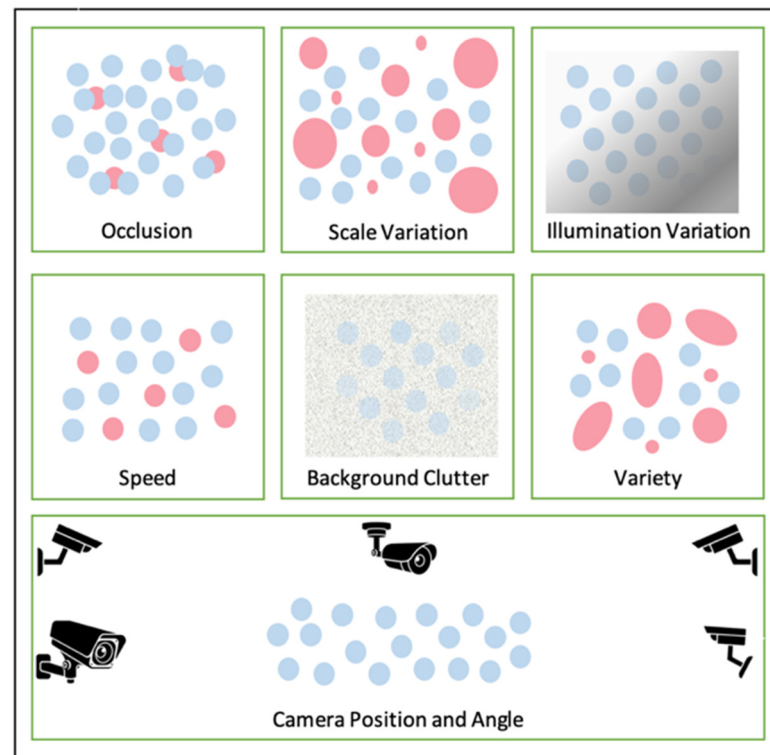 Occlusion
Scale Variation
Illumination Variation
Speed
Background Clutter
Variety
Camera Position and Angle